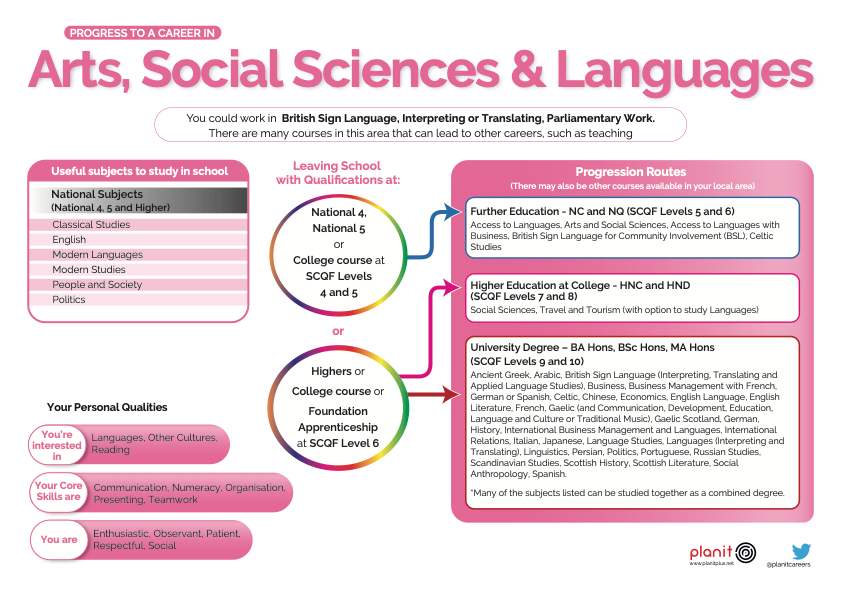 PROGRESS TO A CAREER IN
Arts, Social Sciences & Languages
You could work in British Sign Language, Interpreting or Translating, Parliamentary Work.
There are many courses in this area that can lead to other careers, such as teaching
Useful subjects to study in school
National Subjects
(National 4, 5 and Higher)
Classical Studies
English
Modern Languages
Modern Studies
People and Society
Politics
Leaving School
with Qualifications at:
National 4,
National 5
or
College course at
SCQF Levels
4 and 5
or
Highers or
College course or
Foundation
Apprenticeship
at SCQF Level 6
Progression Routes
(There may also be other courses available in your local area)
Further Education - NC and NQ (SCQF Levels 5 and 6)
Access to Languages, Arts and Social Sciences, Access to Languages with
Business, British Sign Language for Community Involvement (BSL), Celtic
Studies
Higher Education at College - HNC and HND
(SCQF Levels 7 and 8)
Social Sciences, Travel and Tourism (with option to study Languages)
University Degree – BA Hons, BSc Hons, MA Hons
(SCQF Levels 9 and 10)
Ancient Greek, Arabic, British Sign Language (Interpreting, Translating and
Applied Language Studies), Business, Business Management with French,
German or Spanish, Celtic, Chinese, Economics, English Language, English
Literature, French, Gaelic (and Communication, Development, Education,
Language and Culture or Traditional Music), Gaelic Scotland, German,
History, International Business Management and Languages, International
Relations, Italian, Japanese, Language Studies, Languages (Interpreting and
Translating), Linguistics, Persian, Politics, Portuguese, Russian Studies,
Scandinavian Studies, Scottish History, Scottish Literature, Social
Anthropology, Spanish.
*Many of the subjects listed can be studied together as a combined degree.
Your Personal Qualities
You're
interested
in
Languages, Other Cultures,
Reading
Your Core
Skills are
Communication, Numeracy, Organisation,
Presenting, Teamwork
You are
Enthusiastic, Observant, Patient,
Respectful, Social
planit
www.planitplus.net
@planitcareers